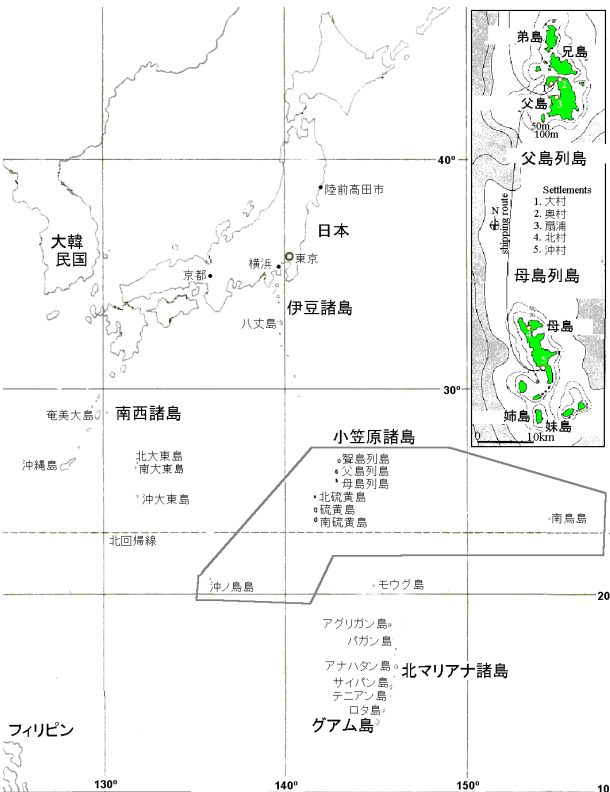 弟島
兄島
父島
50m
100m
父島列島
Settlements
1. 大村
2. 奥村
3. 扇浦
4. 北村
5. 沖村
N
shipping route
母島列島
母島
姉島
妹島
0
10km
40°
陸前高田市
日本
大韓
民国
横浜
東京
京都
伊豆諸島
八丈島
30°
奄美大島
南西諸島
小笠原諸島
沖縄島
北大東島
南大東島
沖大東島
聟島列島
父島列島
母島列島
北硫黄島
硫黄島
南硫黄島
南鳥島
北回帰線
沖ノ鳥島
モウグ島
20
アグリガン島
パガン島
アナハタン島
北マリアナ諸島
サイパン島
テニアン島
ロタ島
グアム島
フィリピン
130°
140°
150°
10